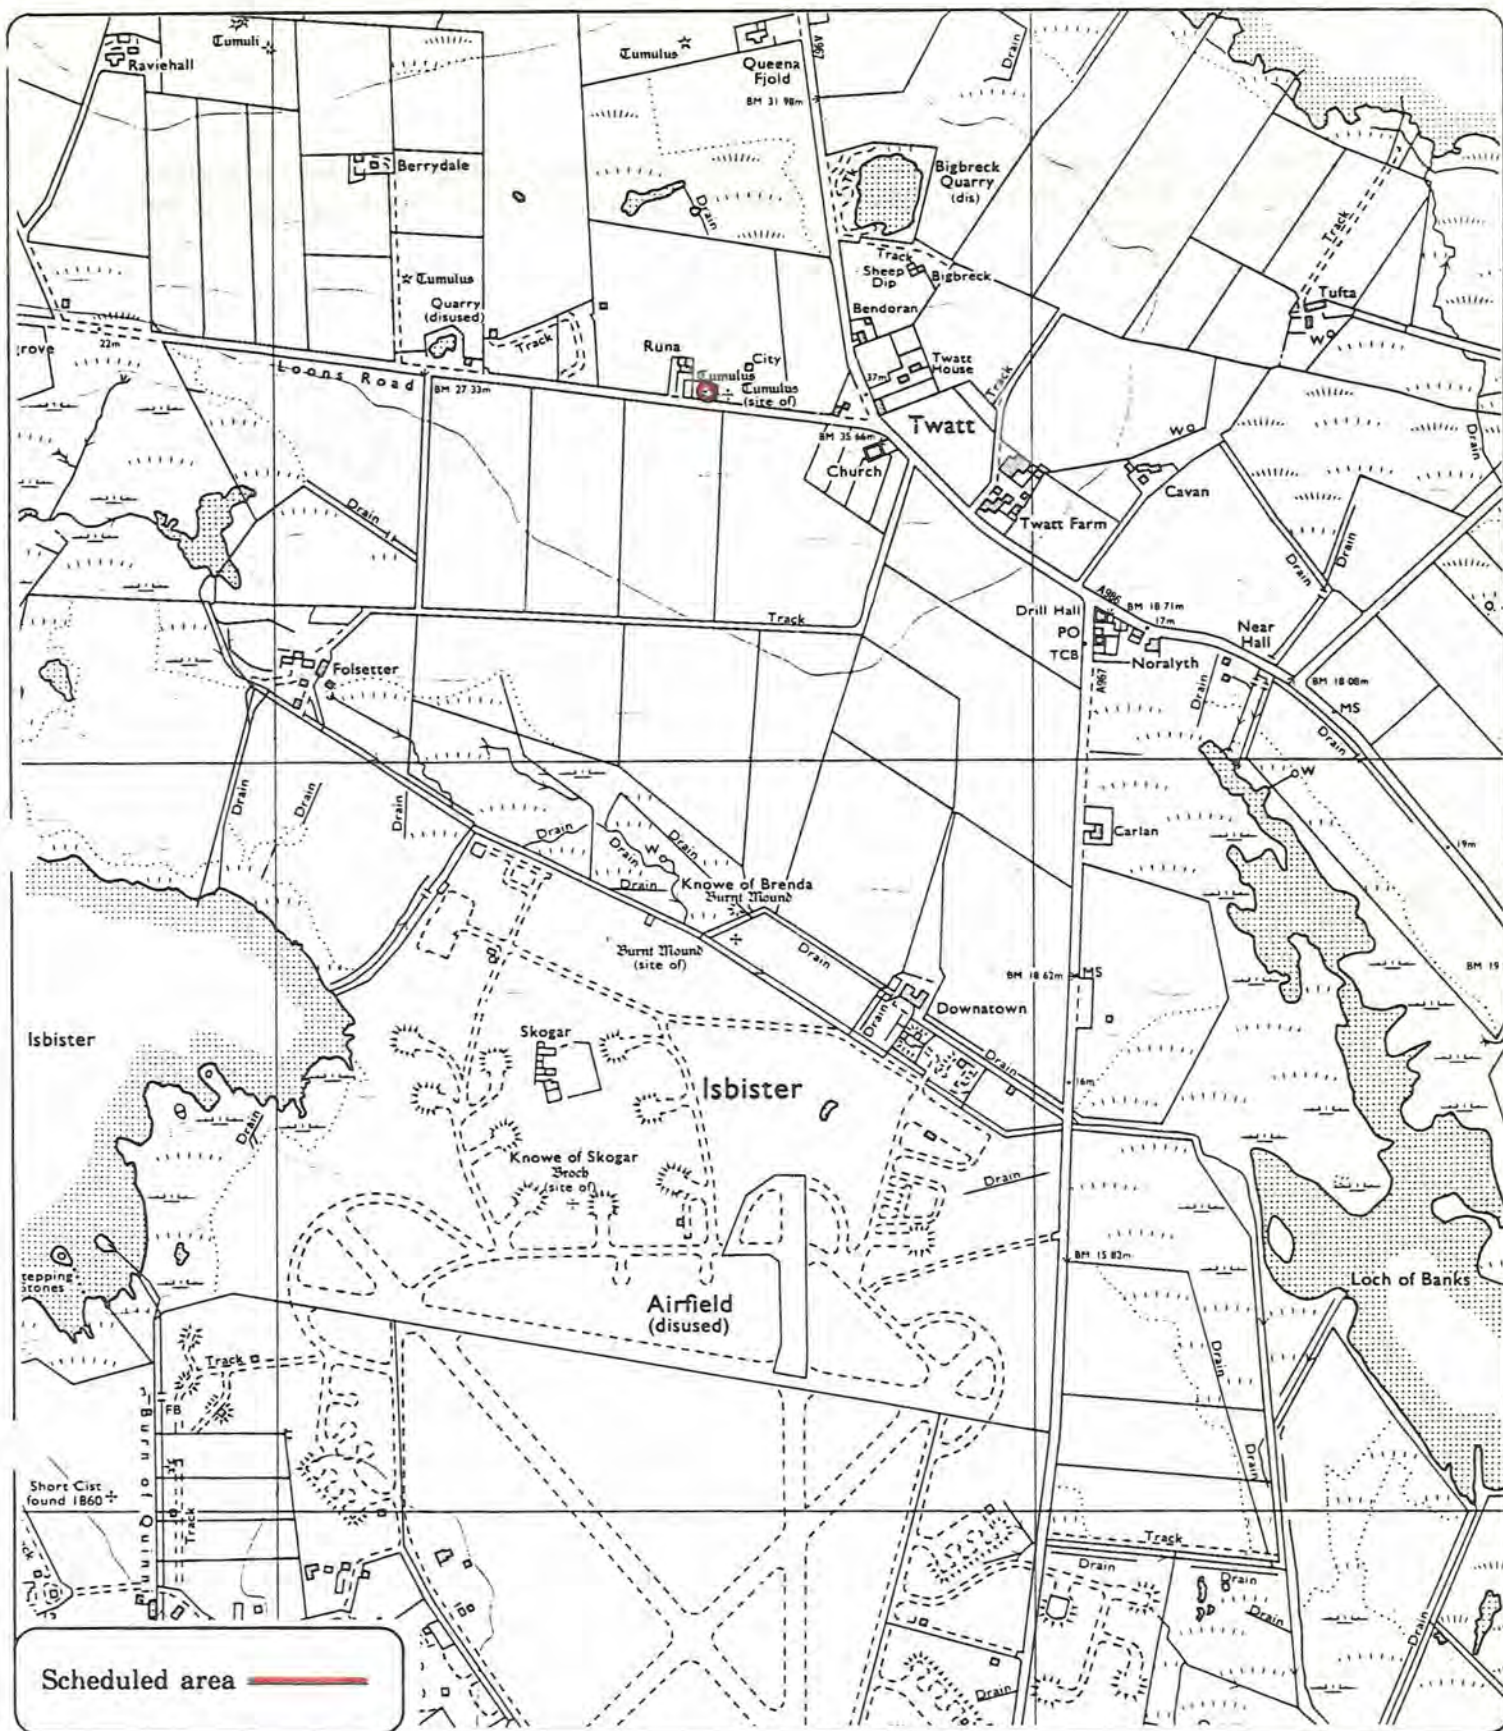 Raviehall
Tumuli
Tumulus
Queena
Fjold
A967
BM 31·98m
Drain
Berrydale
Drain
Tk
Bigbreck
Quarry
(dis)
Track
Tumulus
Quarry
(disused)
Track
Sheep
Dip
Bigbreck
Bendoran
Tufta
W
grove
22m
Loons Road
BM 27·33m
Track
Runa
City
Tumulus
Tumulus
(site of)
37m
Twatt
House
Track
Twatt
BM 35·66m
Church
W
Drain
Cavan
Twatt Farm
Drain
Drain
Drain
Track
Drill Hall
PO
TCB
A986
BM 18·71m
17m
Noralyth
A967
Near
Hall
Drain
BM 18·08m
MS
Drain
Folsetter
Drain
Drain
Drain
Drain
Drain
Drain
W
Drain
W
Carlan
19m
Knowe of Brenda
Burnt Mound
Burnt Mound
(site of)
Drain
BM 18·62m
MS
BM 19
Downatown
Drain
Drain
Isbister
Skogar
Isbister
16m
Drain
Knowe of Skogar
Broch
(site of)
Drain
BM 15·82m
Loch of Banks
tepping
stones
Airfield
(disused)
Track
FB
Burn of Quinni
Track
Drain
Drain
Short Cist
found 1860
ck
Track
Drain
Drain
Drain
Drain
Drain
Scheduled area